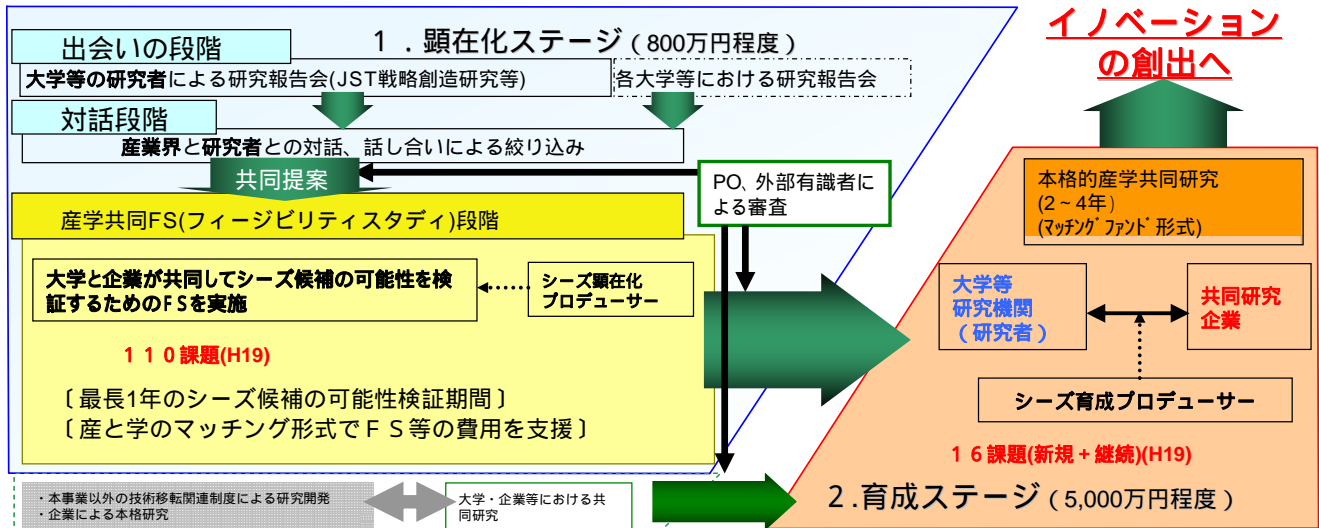 １．顕在化ステージ（800万円程度）
出会いの段階
大学等の研究者による研究報告会(JST戦略創造研究等)
各大学等における研究報告会
対話段階
産業界と研究者との対話、話し合いによる絞り込み
共同提案
PO、外部有識者に
よる審査
産学共同FS(フィージビリティスタディ)段階
大学と企業が共同してシーズ候補の可能性を検
証するためのFSを実施
シーズ顕在化
プロデューサー
１１０課題(H19)
〔最長1年のシーズ候補の可能性検証期間〕
〔産と学のマッチング形式でＦＳ等の費用を支援〕
・本事業以外の技術移転関連制度による研究開発
・企業による本格研究
大学・企業等における共
同研究
イノベーション
の創出へ
本格的産学共同研究
(2～4年)
(ﾏｯﾁﾝｸﾞﾌｧﾝﾄﾞ形式)
大学等
研究機関
（研究者）
共同研究
企業
シーズ育成プロデューサー
１６課題(新規＋継続)(H19)
２.育成ステージ（5,000万円程度）